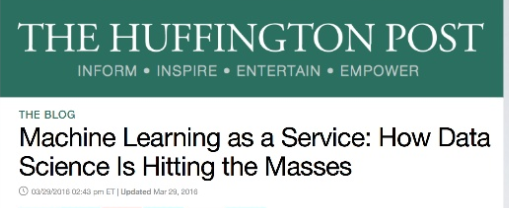 THE HUFFINGTON POST
INFORM • INSPIRE • ENTERTAIN • EMPOWER
THE BLOG
Machine Learning as a Service: How Data
Science Is Hitting the Masses
03/29/2016 02:43 pm ET | Updated Mar 29, 2016